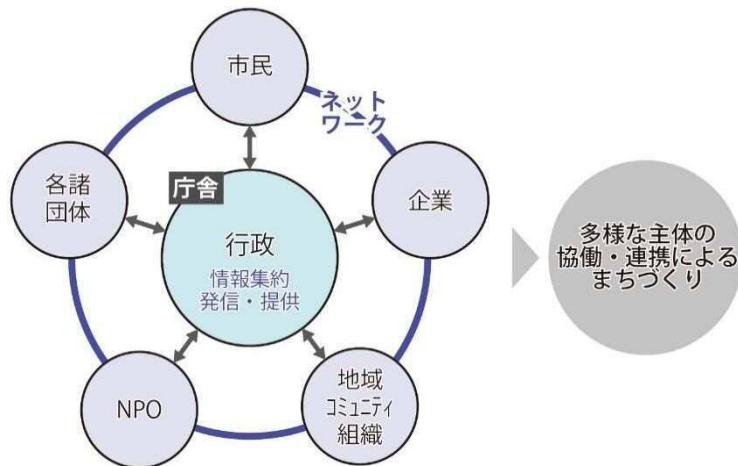 市民
ネット
ワーク
各諸
団体
庁舎
企業
行政
情報集約
発信・提供
多様な主体の
協働・連携による
まちづくり
NPO
地域
ｺﾐｭﾆﾃｨ
組織